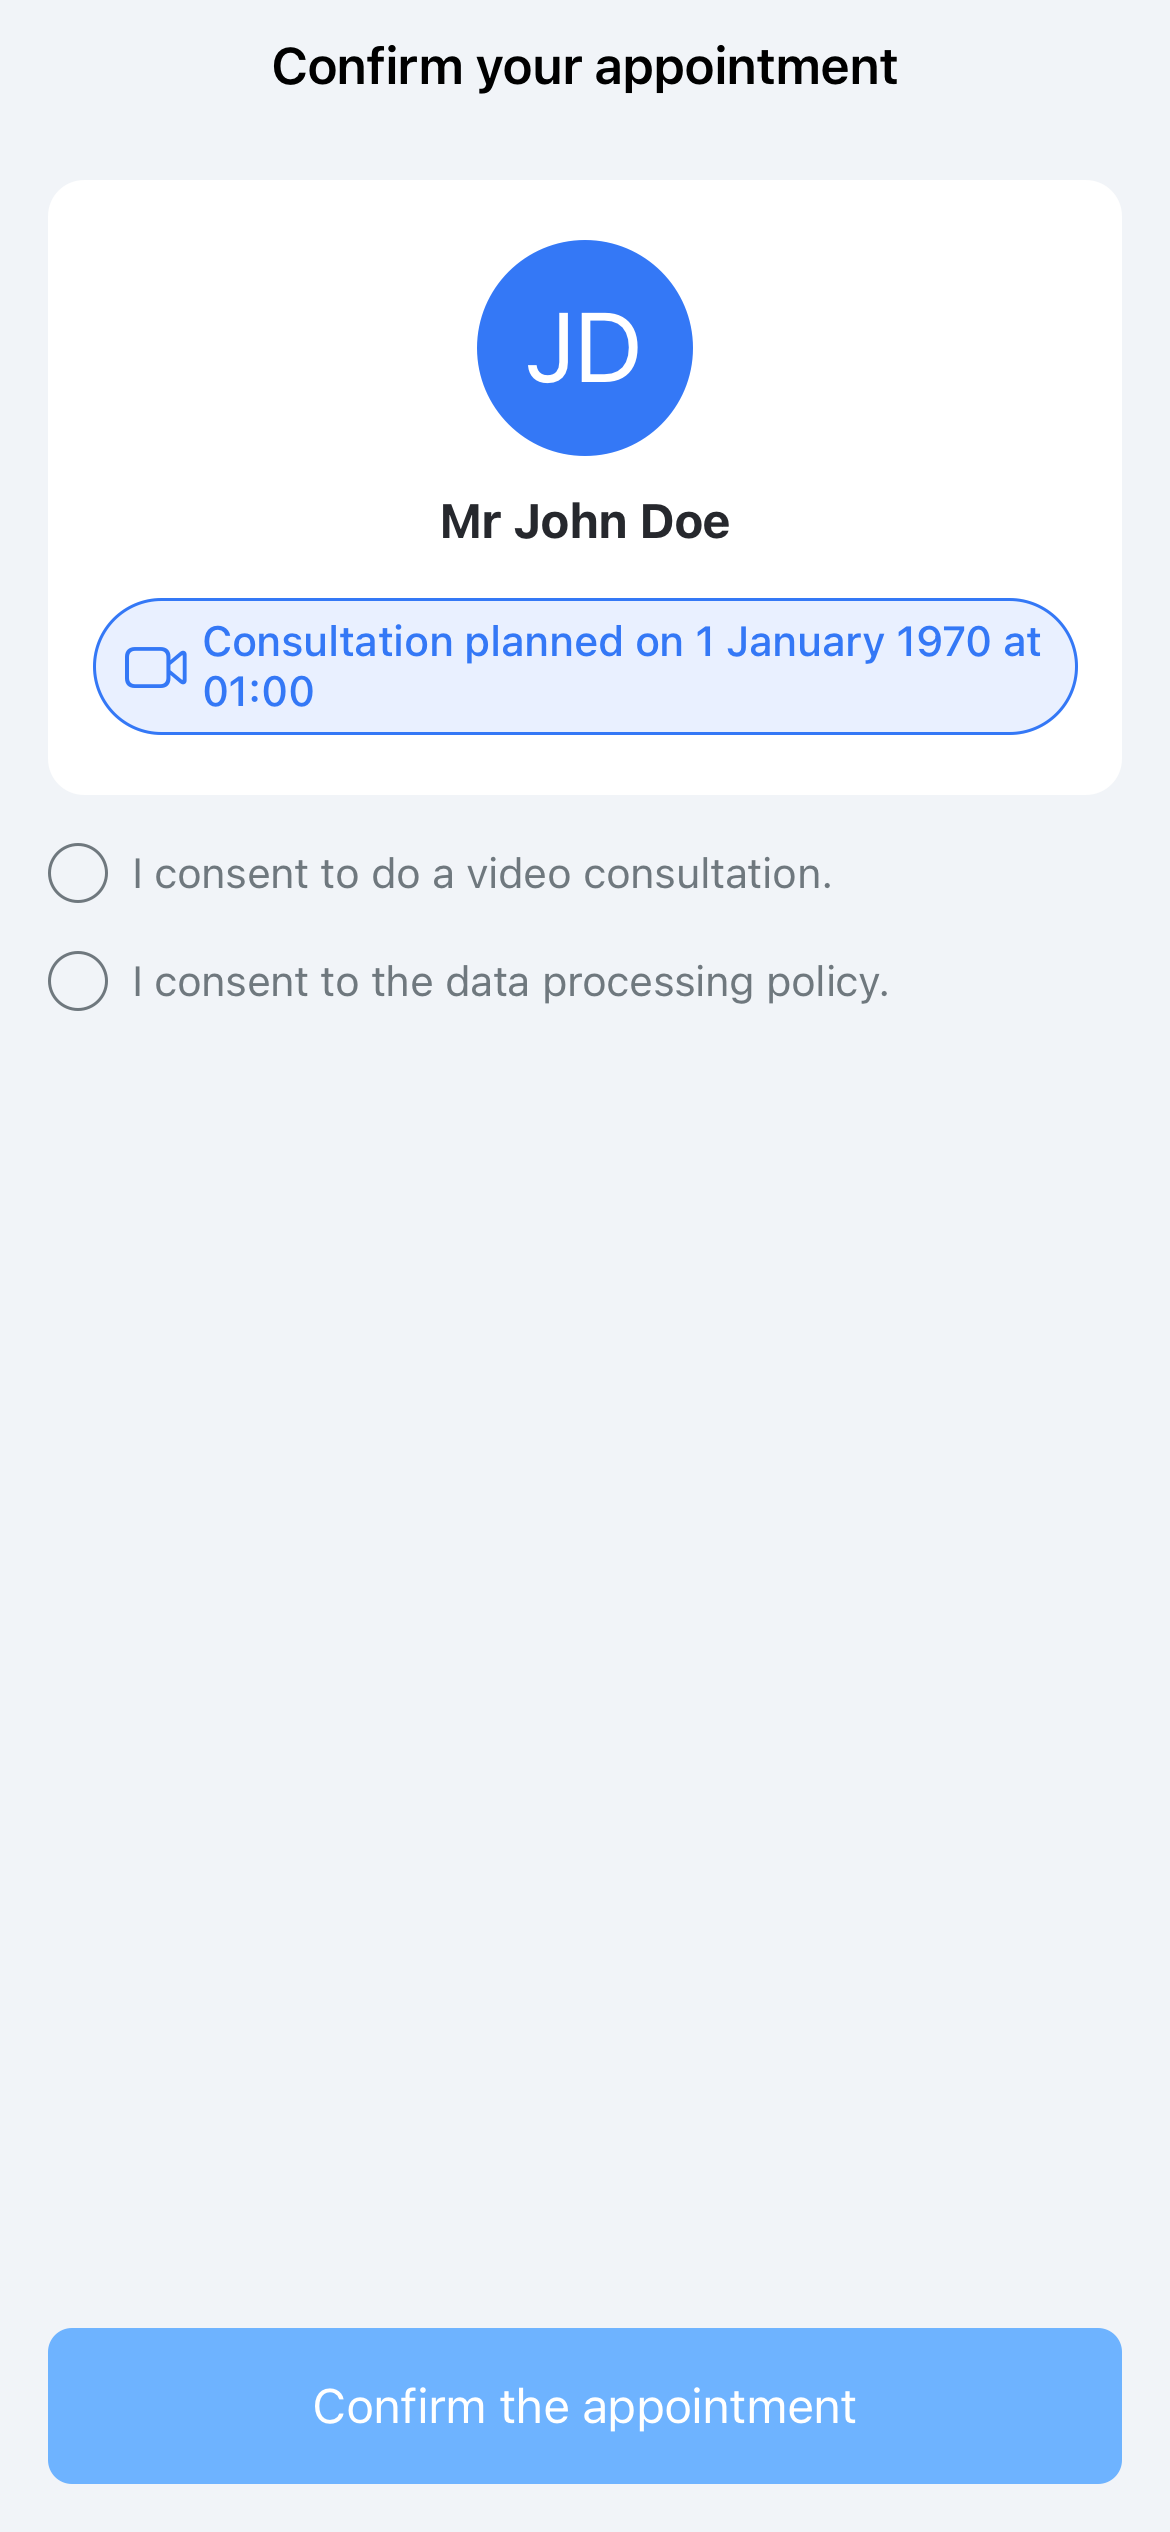 Confirm your appointment
JD
Mr John Doe
Consultation planned on 1 January 1970 at
01:00
I consent to do a video consultation.
I consent to the data processing policy.
Confirm the appointment